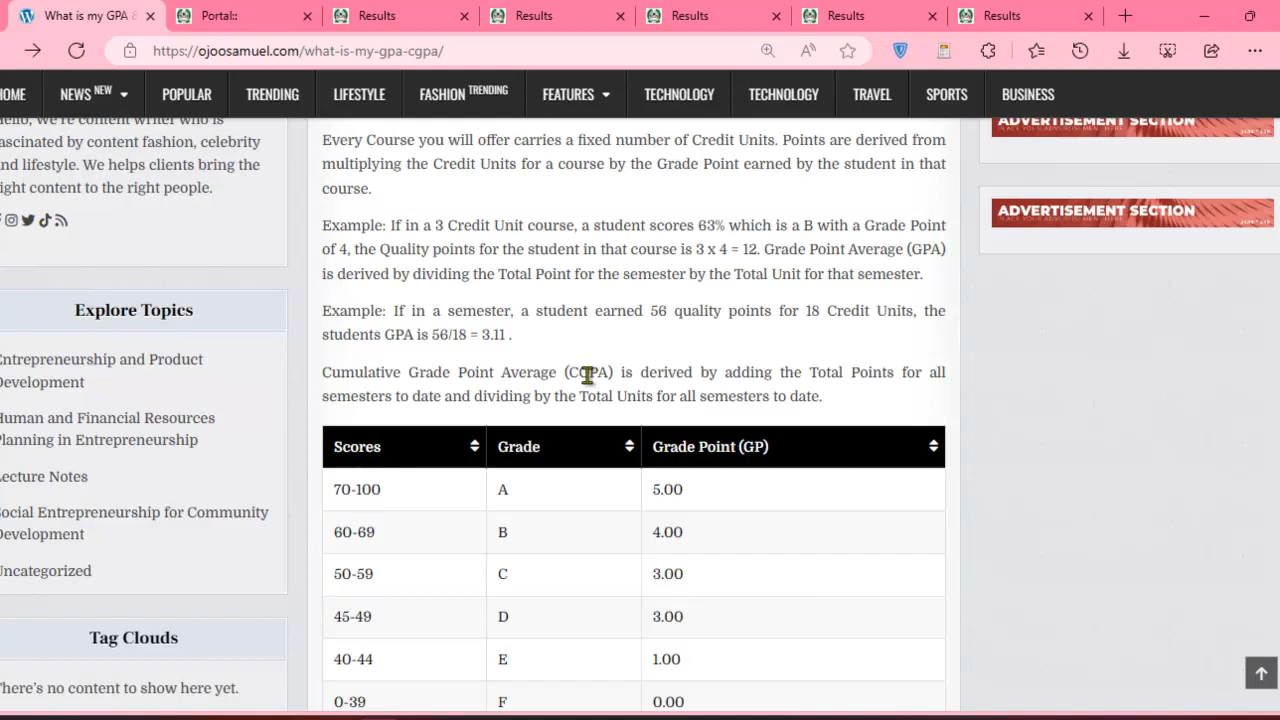 What is my GPA &
Portal::
Results
Results
Results
Results
Results
https://ojoosamuel.com/what-is-my-gpa-cgpa/
HOME
NEWS NEW
POPULAR
TRENDING
LIFESTYLE
FASHION TRENDING
FEATURES
TECHNOLOGY
TECHNOLOGY
TRAVEL
SPORTS
BUSINESS
Hello, We're content writer who is
fascinated by content fashion, celebrity
and lifestyle. We helps clients bring the
right content to the right people.
Explore Topics
Entrepreneurship and Product
Development
Human and Financial Resources
Planning in Entrepreneurship
Lecture Notes
Social Entrepreneurship for Community
Development
Uncategorized
Tag Clouds
There's no content to show here yet.
Every Course you will offer carries a fixed number of Credit Units. Points are derived from
multiplying the Credit Units for a course by the Grade Point earned by the student in that
course.
Example: If in a 3 Credit Unit course, a student scores 63% which is a B with a Grade Point
of 4, the Quality points for the student in that course is 3 x 4 = 12. Grade Point Average (GPA)
is derived by dividing the Total Point for the semester by the Total Unit for that semester.
Example: If in a semester, a student earned 56 quality points for 18 Credit Units, the
students GPA is 56/18 = 3.11 .
Cumulative Grade Point Average (CGPA) is derived by adding the Total Points for all
semesters to date and dividing by the Total Units for all semesters to date.
Scores Grade Grade Point (GP)
70-100 A 5.00
60-69 B 4.00
50-59 C 3.00
45-49 D 3.00
40-44 E 1.00
0-39 F 0.00
ADVERTISEMENT SECTION
ADVERTISEMENT SECTION